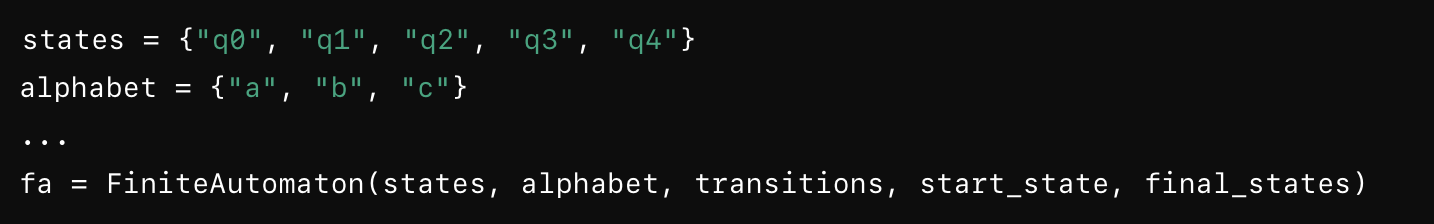 states = {"q0", "q1", "q2", "q3", "q4"}
alphabet = {"a", "b", "c"}
...
fa = FiniteAutomaton(states, alphabet, transitions, start_state, final_states)